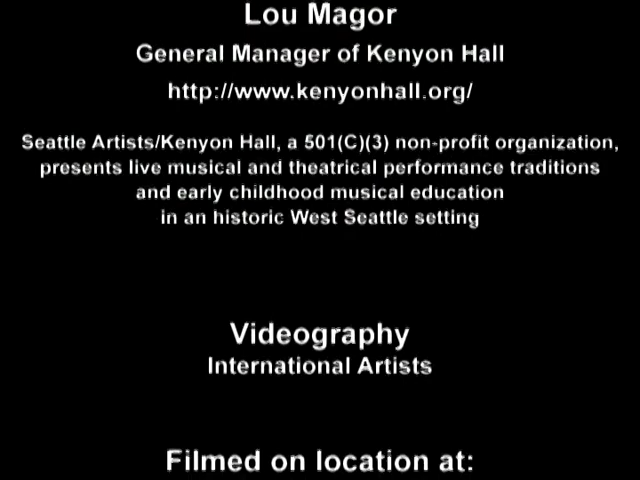 Lou Magor
General Manager of Kenyon Hall
http://www.kenyonhall.org/
Seattle Artists/Kenyon Hall, a 501(C)(3) non-profit organization,
presents live musical and theatrical performance traditions
and early childhood musical education
in an historic West Seattle setting
Videography
International Artists
Filmed on location at: